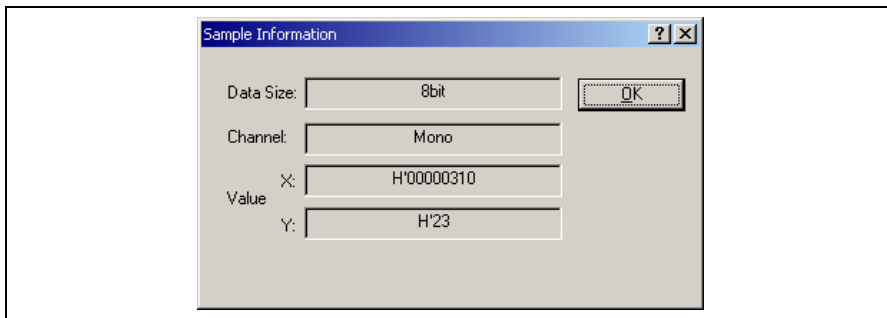 Sample Information
Data Size: 8bit OK
Channel: Mono
X: H'00000310
Value
Y: H'23